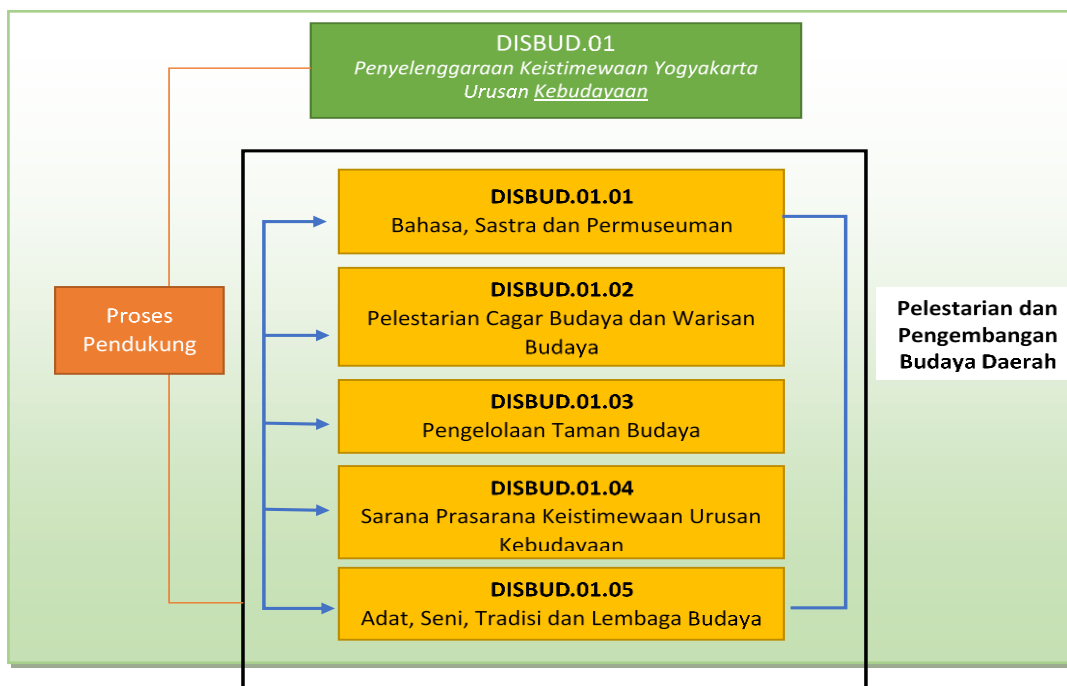 DISBUD.01
Penyelenggaraan Keistimewaan Yogyakarta
Urusan Kebudayaan
DISBUD.01.01
Bahasa, Sastra dan Permuseuman
DISBUD.01.02
Pelestarian Cagar Budaya dan Warisan
Budaya
Proses
Pendukung
Pelestarian dan
Pengembangan
Budaya Daerah
DISBUD.01.03
Pengelolaan Taman Budaya
DISBUD.01.04
Sarana Prasarana Keistimewaan Urusan
Kebudayaan
DISBUD.01.05
Adat, Seni, Tradisi dan Lembaga Budaya